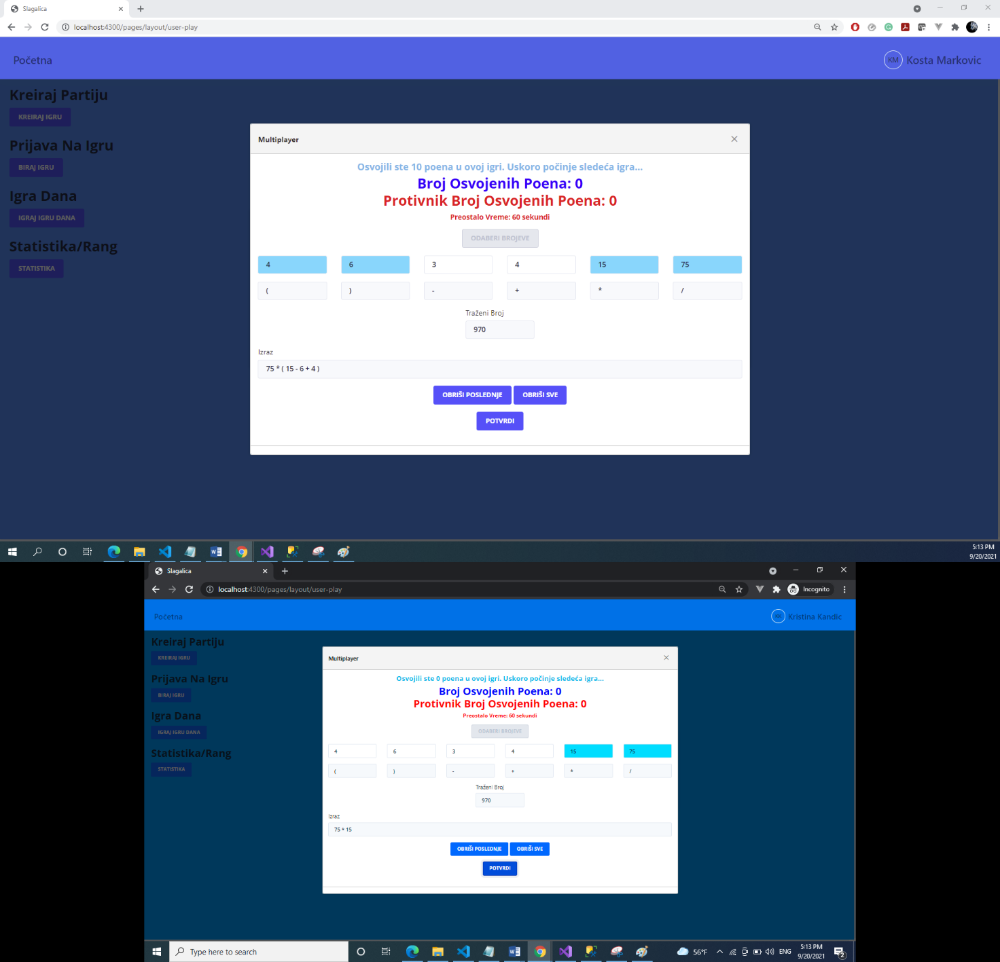 Slagalica
localhost:4300/pages/layout/user-play
Početna
KM Kosta Markovic
Kreiraj Partiju
KREIRAJ IGRU
Prijava Na Igru
BIRAJ IGRU
Igra Dana
IGRAJ IGRU DANA
Statistika/Rang
STATISTIKA
Multiplayer
Osvojili ste 10 poena u ovoj igri. Uskoro počinje sledeća igra...
Broj Osvojenih Poena: 0
Protivnik Broj Osvojenih Poena: 0
Preostalo Vreme: 60 sekundi
ODABERI BROJEVE
4 6 3 4 15 75
( ) - + * /
Traženi Broj
970
Izraz
75 * ( 15 - 6 + 4 )
OBRIŠI POSLEDNJE OBRIŠI SVE
POTVRDI
5:13 PM
9/20/2021
Slagalica
localhost:4300/pages/layout/user-play
Incognito
Početna
KK Kristina Kandic
Kreiraj Partiju
KREIRAJ IGRU
Prijava Na Igru
BIRAJ IGRU
Igra Dana
IGRAJ IGRU DANA
Statistika/Rang
STATISTIKA
Multiplayer
Osvojili ste 0 poena u ovoj igri. Uskoro počinje sledeća igra...
Broj Osvojenih Poena: 0
Protivnik Broj Osvojenih Poena: 0
Preostalo Vreme: 60 sekundi
ODABERI BROJEVE
4 6 3 4 15 75
( ) - + * /
Traženi Broj
970
Izraz
75 * 15
OBRIŠI POSLEDNJE OBRIŠI SVE
POTVRDI
Type here to search
56°F
ENG
5:13 PM
9/20/2021
2